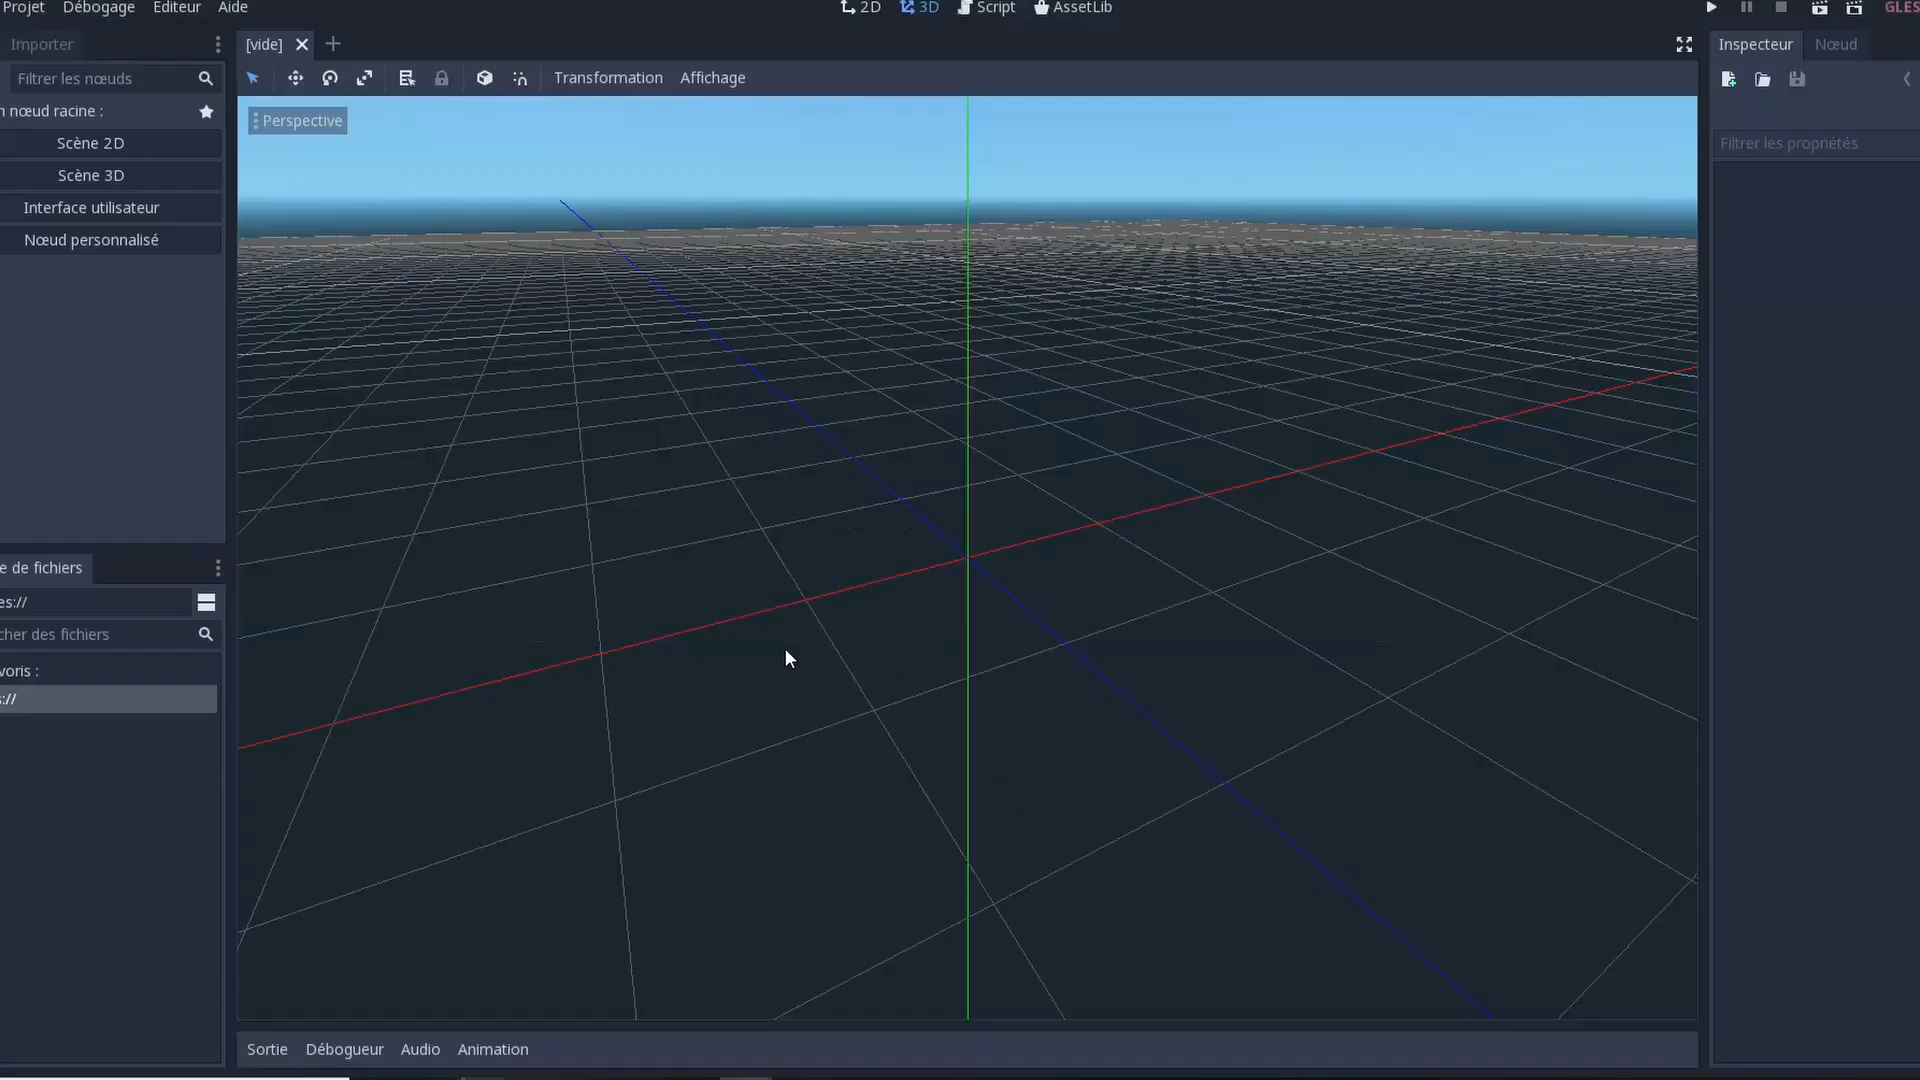 Projet Débogage Editeur Aide 2D 3D Script AssetLib GLES
Importer [vide] Inspecteur Nœud
Filtrer les nœuds Transformation Affichage
nœud racine :
Perspective
Scène 2D Filtrer les propriétés
Scène 3D
Interface utilisateur
Nœud personnalisé
e de fichiers
es://
cher des fichiers
voris :
s://
Sortie Débogueur Audio Animation